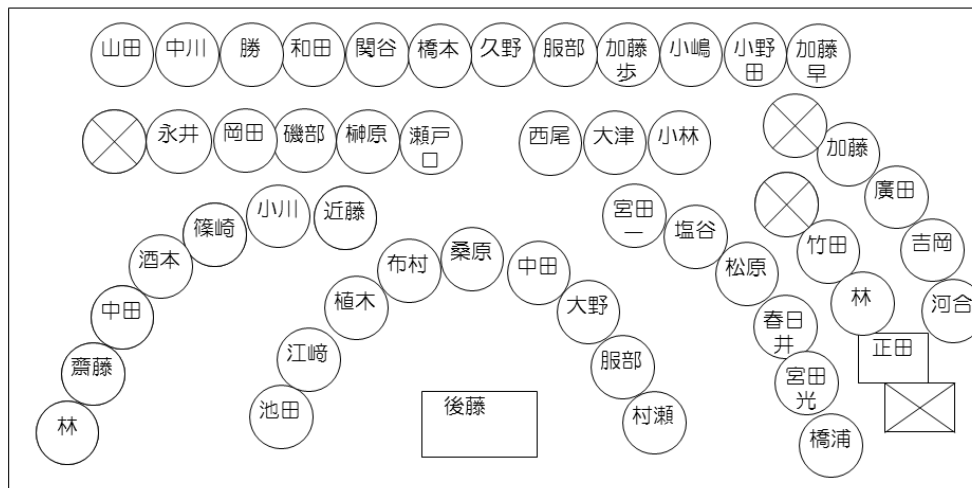 山田 中川 勝 和田 関谷 橋本 久野 服部 加藤歩 小嶋 小野田 加藤早
永井 岡田 磯部 榊原 瀬戸口 西尾 大津 小林 加藤 廣田 吉岡 河合
竹田 林 正田
篠崎 小川 近藤
酒本
中田
齋藤
林
宮田一 塩谷 松原 春日井 宮田光 橋浦
池田 江﨑 植木 布村 桑原 中田 大野 服部 村瀬
後藤